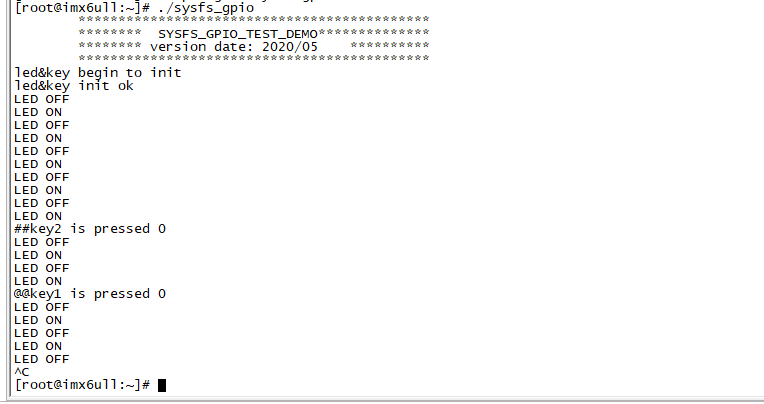 [root@imx6ull:~]# ./sysfs_gpio
********************************************
******** SYSFS_GPIO_TEST_DEMO**************
******** version date: 2020/05 **********
********************************************
led&key begin to init
led&key init ok
LED OFF
LED ON
LED OFF
LED ON
LED OFF
LED ON
LED OFF
LED ON
LED OFF
LED ON
##key2 is pressed 0
LED OFF
LED ON
LED OFF
LED ON
@@key1 is pressed 0
LED OFF
LED ON
LED OFF
LED ON
LED OFF
^C
[root@imx6ull:~]#